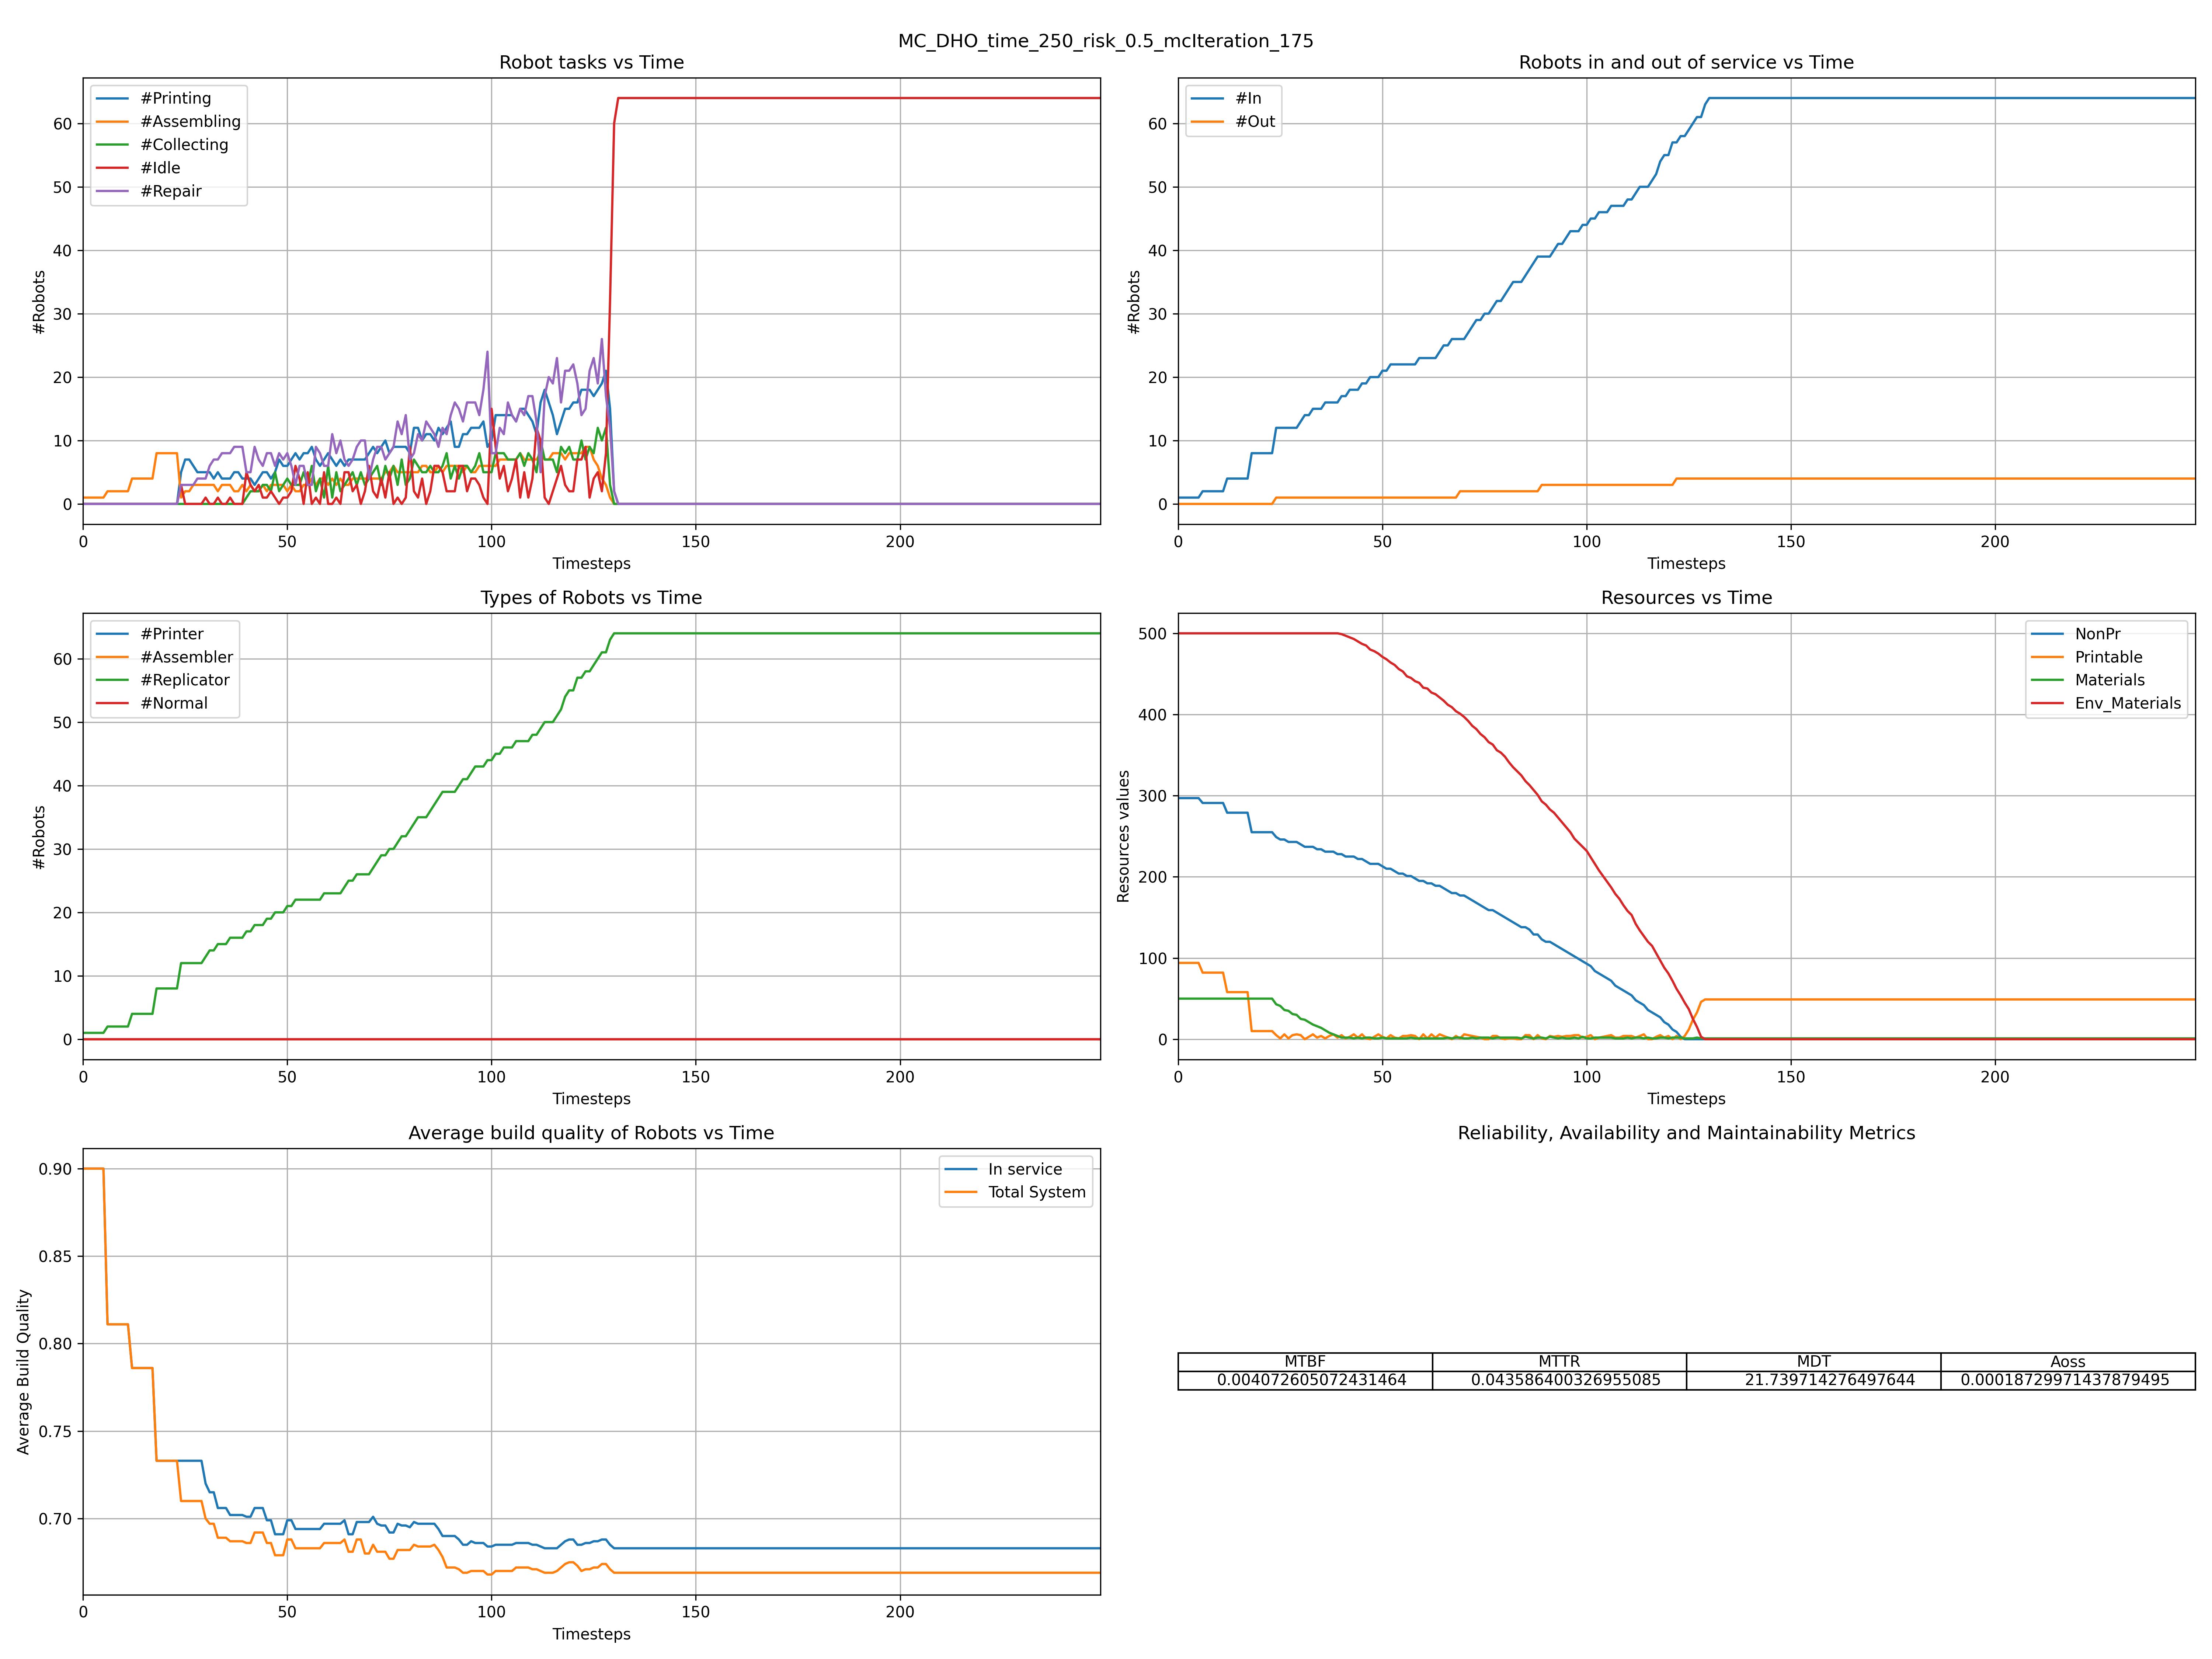 MC_DHO_time_250_risk_0.5_mcIteration_175
Robot tasks vs Time
#Printing
#Assembling
#Collecting
#Idle
#Repair
#Robots
60
50
40
30
20
10
0
0 50 100 150 200
Timesteps
Robots in and out of service vs Time
#In
#Out
#Robots
60
50
40
30
20
10
0
0 50 100 150 200
Timesteps
Types of Robots vs Time
#Printer
#Assembler
#Replicator
#Normal
#Robots
60
50
40
30
20
10
0
0 50 100 150 200
Timesteps
Resources vs Time
NonPr
Printable
Materials
Env_Materials
Resources values
500
400
300
200
100
0
0 50 100 150 200
Timesteps
Average build quality of Robots vs Time
In service
Total System
Average Build Quality
0.90
0.85
0.80
0.75
0.70
0 50 100 150 200
Timesteps
Reliability, Availability and Maintainability Metrics
MTBF MTTR MDT Aoss
0.004072605072431464 0.043586400326955085 21.739714276497644 0.00018729971437879495